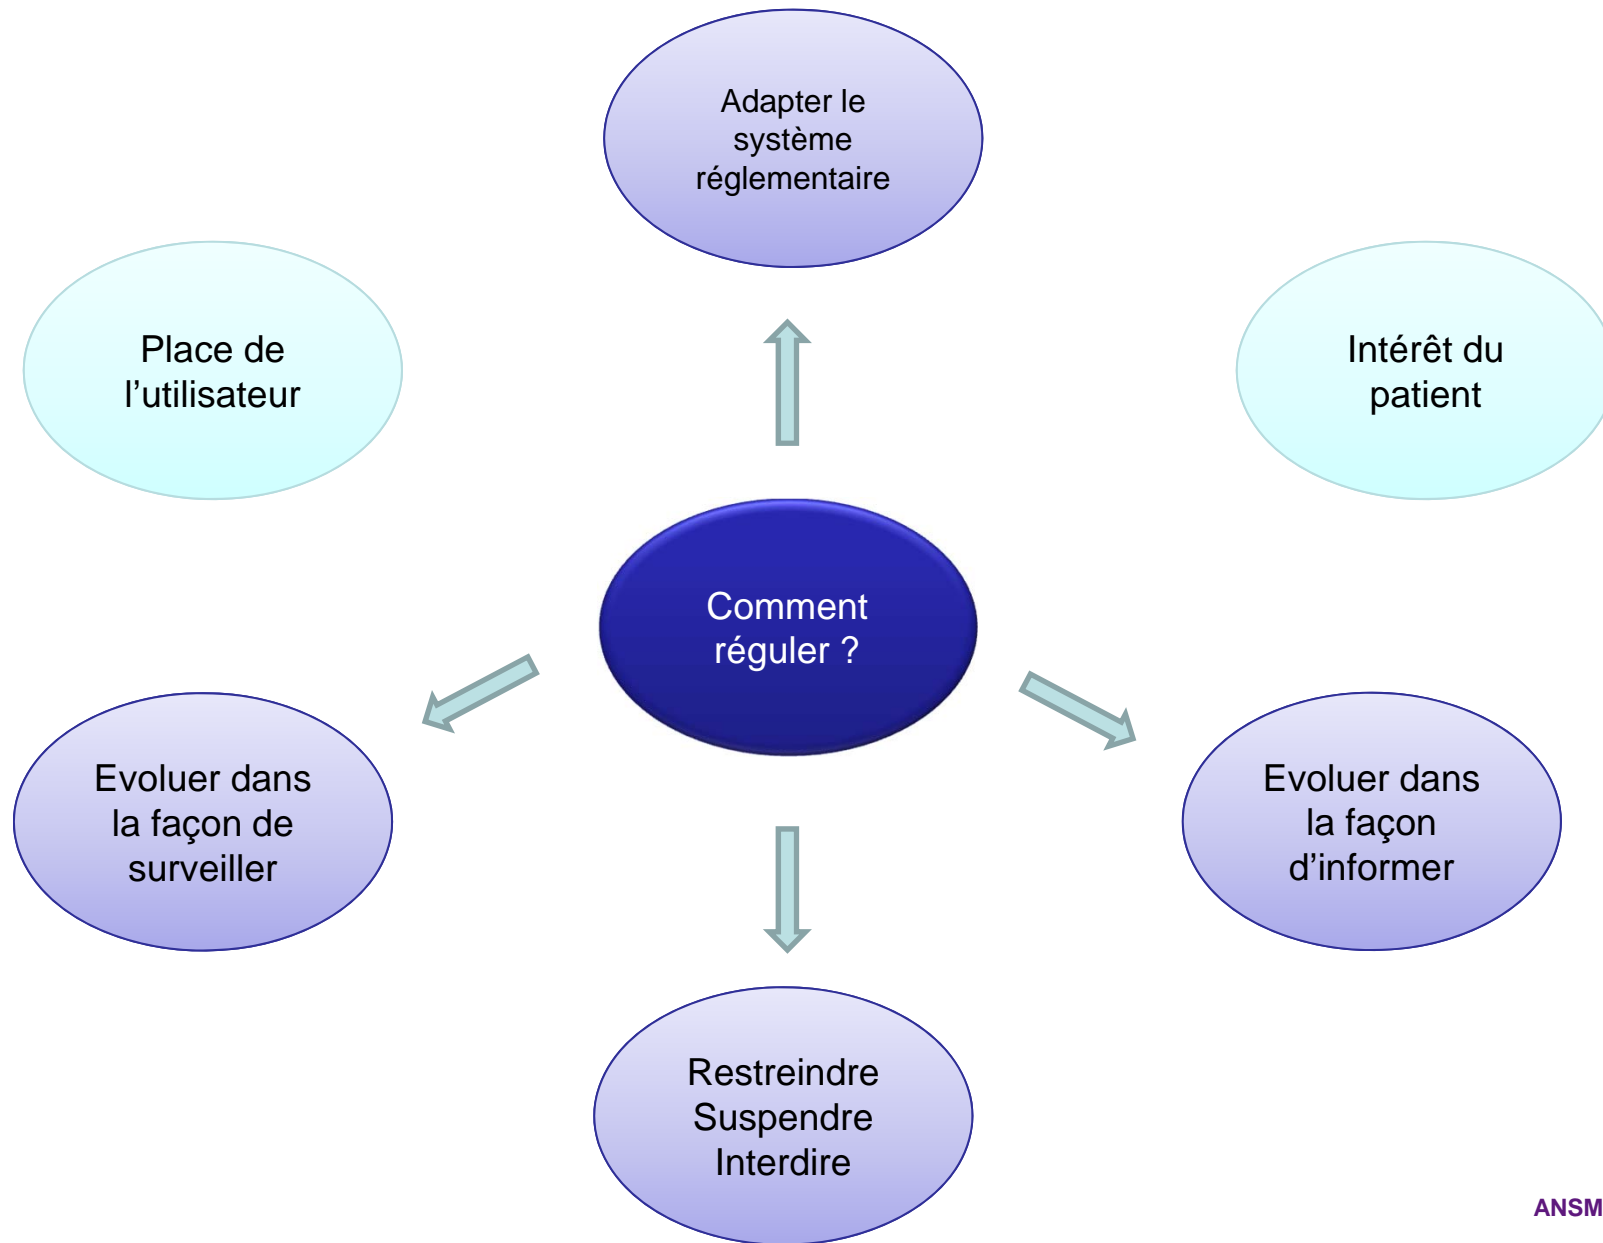 Adapter le
système
réglementaire
Place de
l’utilisateur
Intérêt du
patient
Comment
réguler ?
Evoluer dans
la façon de
surveiller
Evoluer dans
la façon
d’informer
Restreindre
Suspendre
Interdire
ANSM